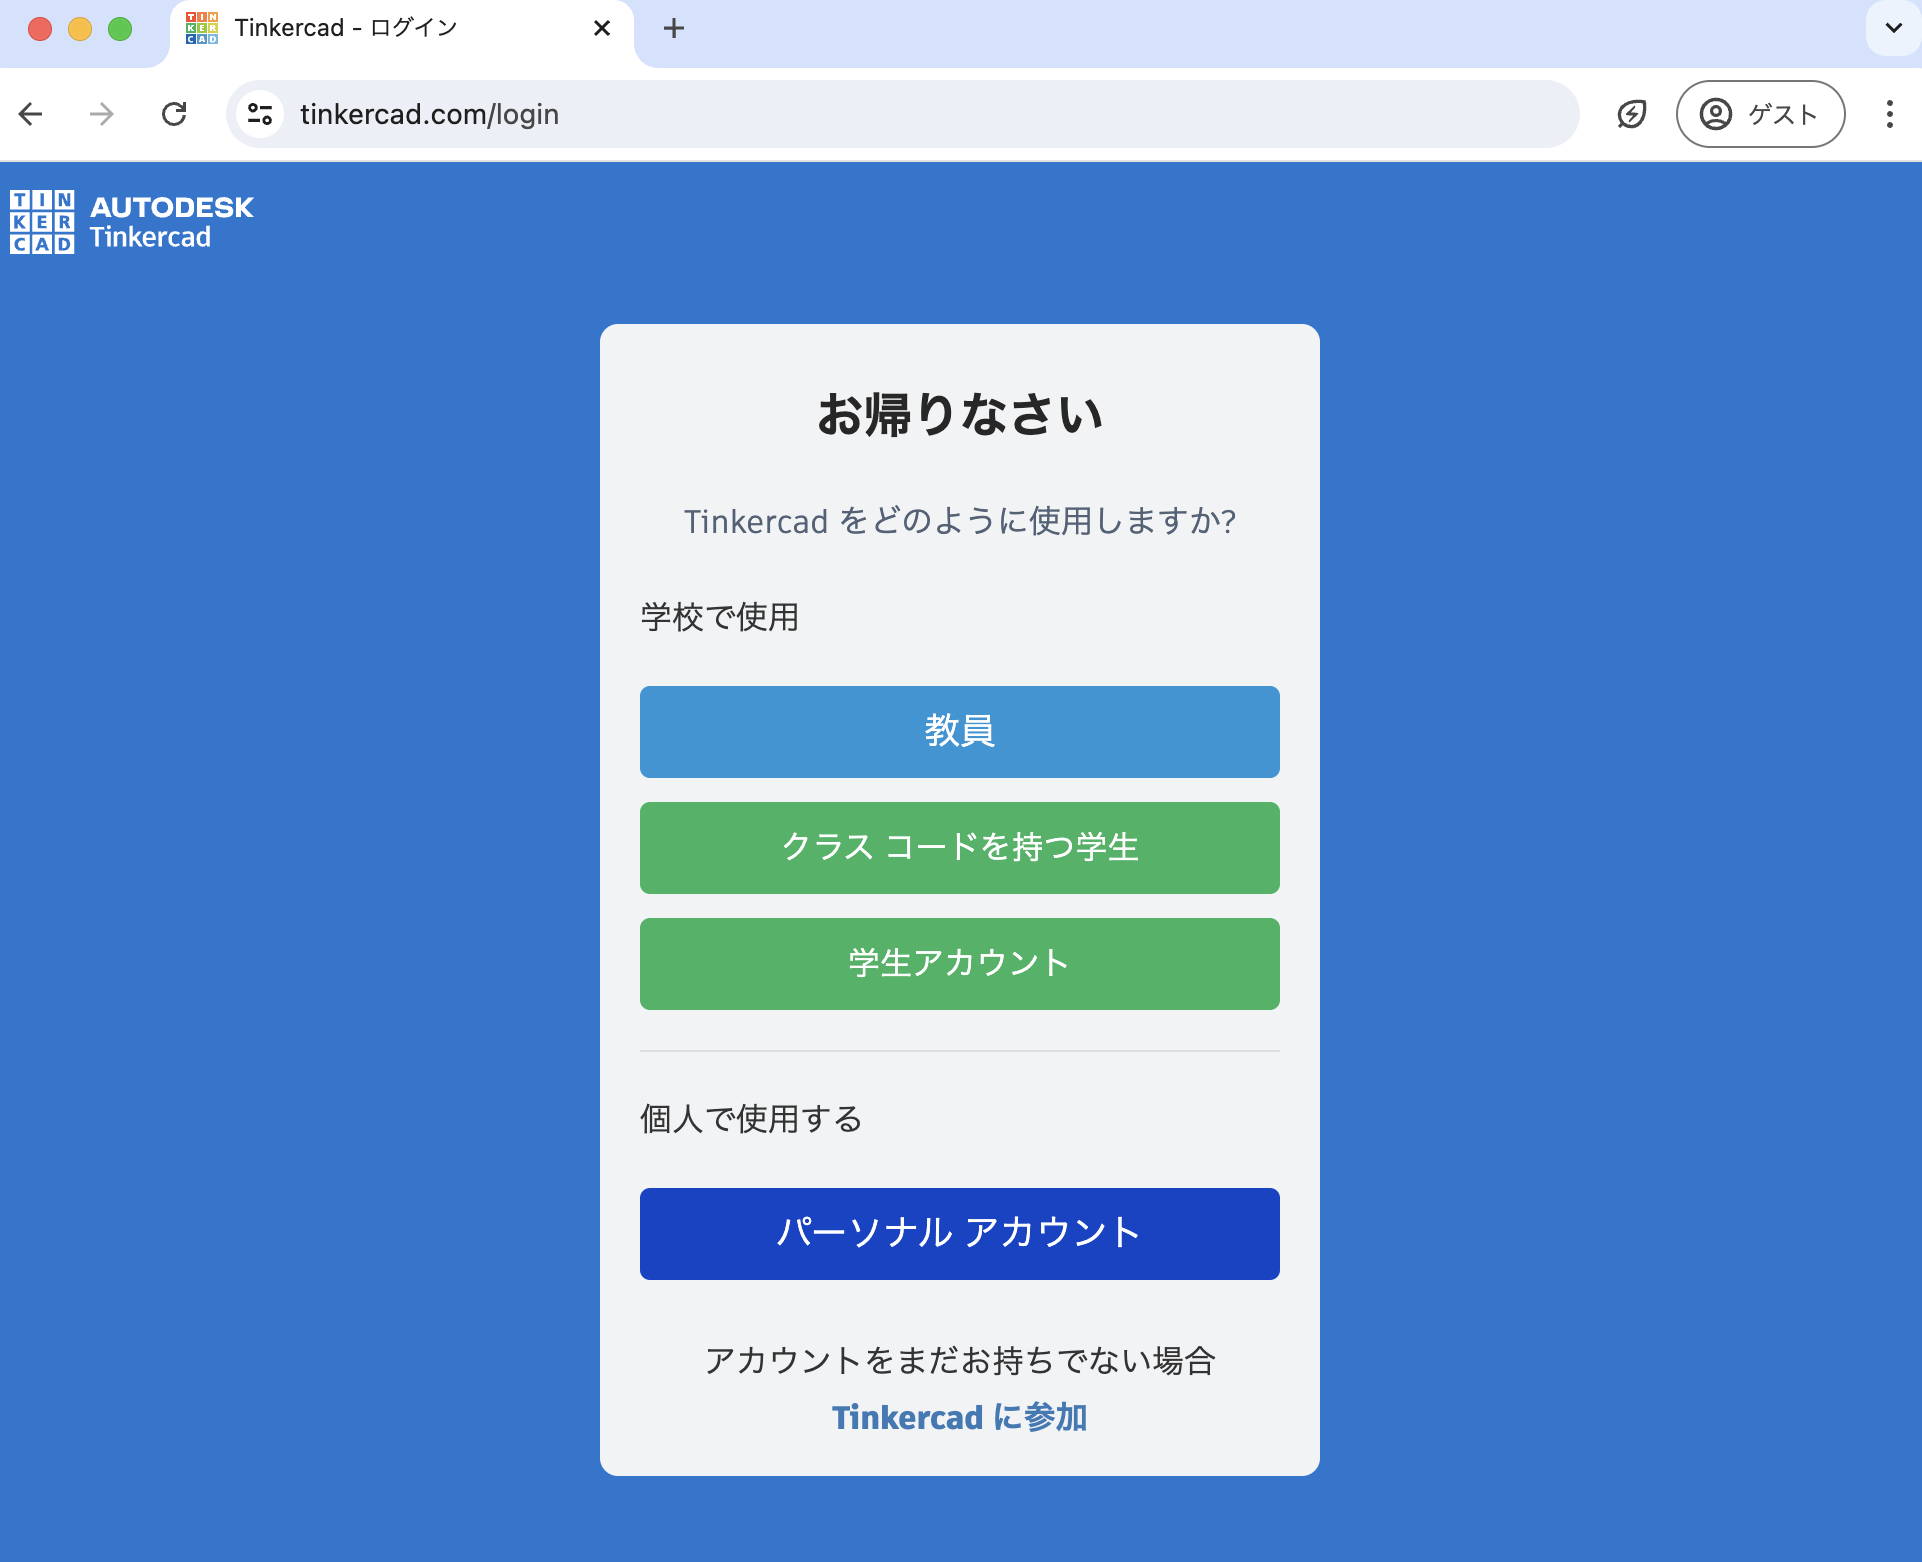 Tinkercad - ログイン
tinkercad.com/login
ゲスト
TIN
KER
CAD
AUTODESK
Tinkercad
お帰りなさい
Tinkercad をどのように使用しますか?
学校で使用
教員
クラス コードを持つ学生
学生アカウント
個人で使用する
パーソナル アカウント
アカウントをまだお持ちでない場合
Tinkercad に参加